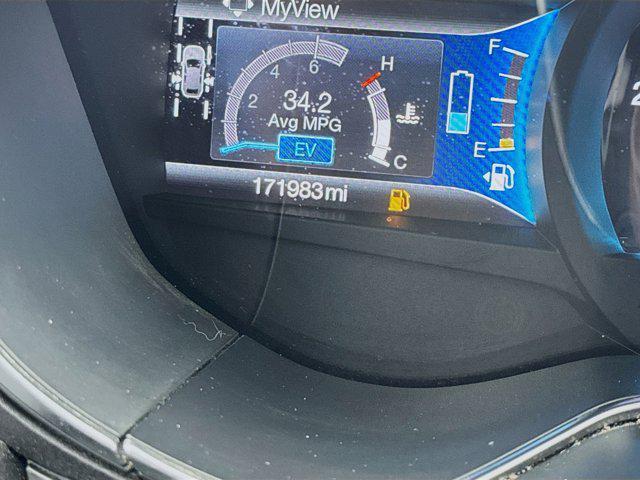 MyView
F
H
6
4
34.2
2
Avg MPG
EV
C
E
171983mi